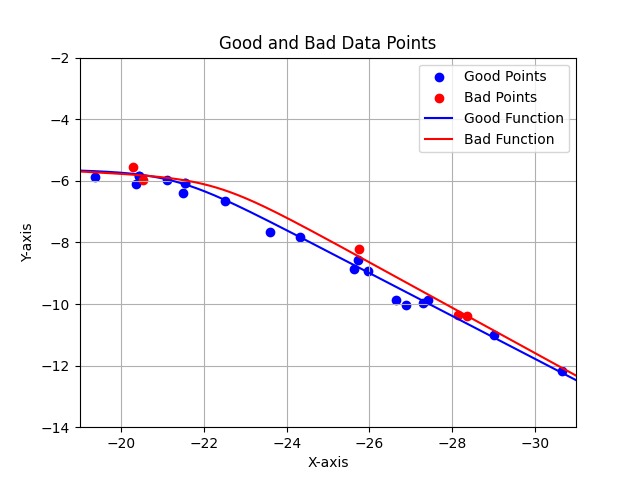 Good and Bad Data Points
Good Points
Bad Points
Good Function
Bad Function
Y-axis
−2
−4
−6
−8
−10
−12
−14
−20
−22
−24
−26
−28
−30
X-axis